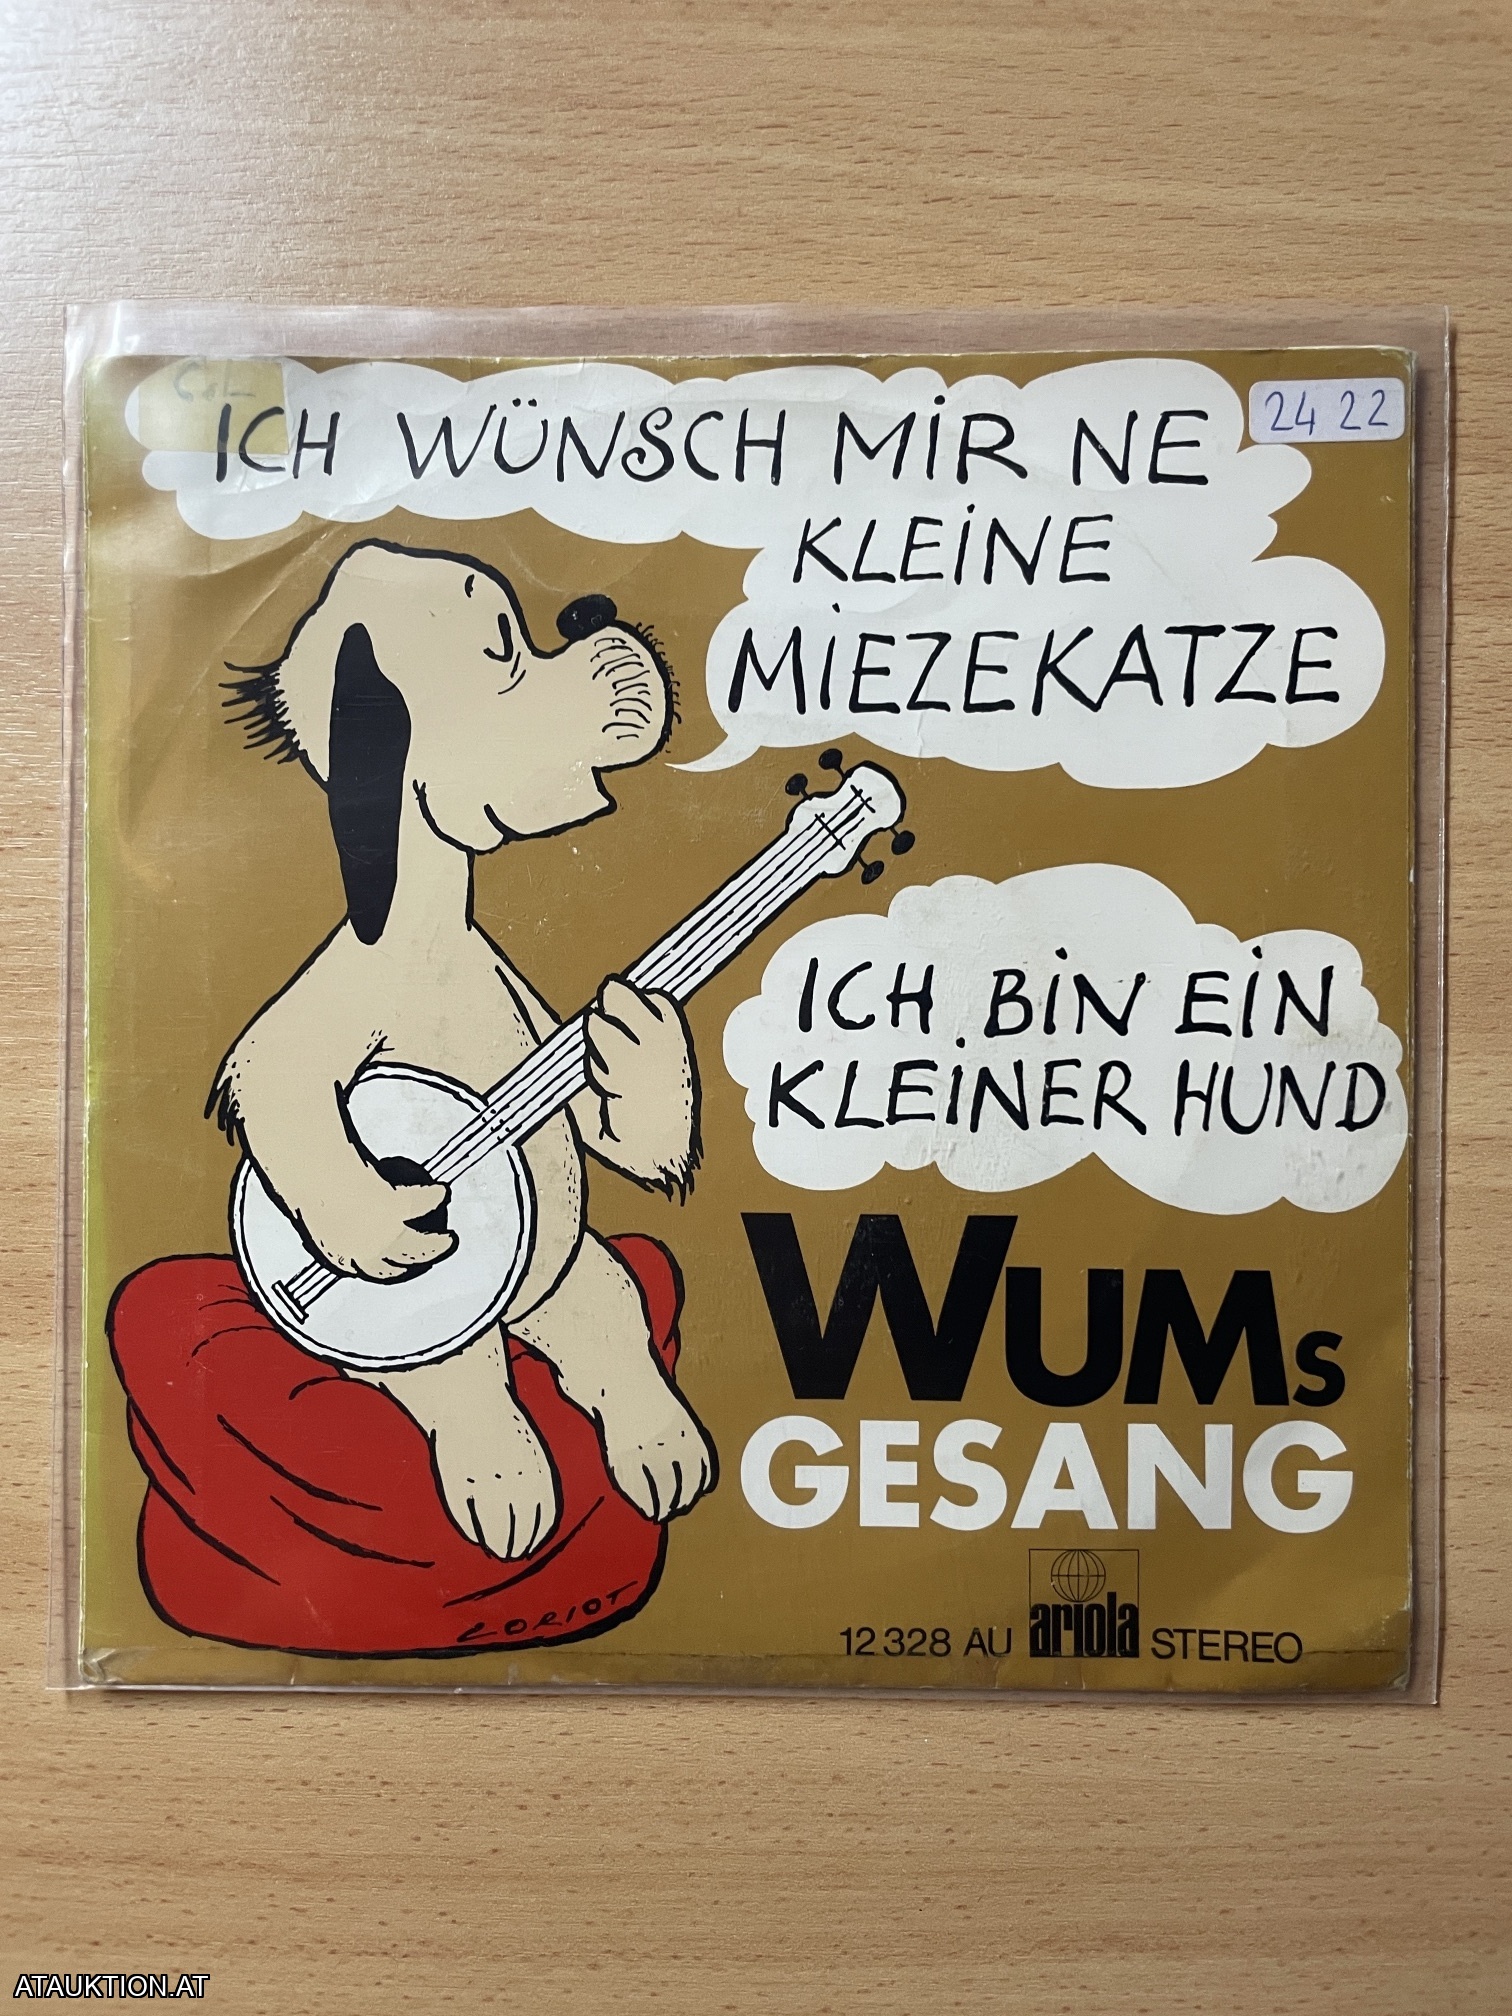 ICH WÜNSCH MIR NE
24 22
KLEINE
MIEZEKATZE
ICH BIN EIN
KLEINER HUND
WUMs
GESANG
LORIOT
12 328 AU ariola STEREO
ATAUKTION.AT